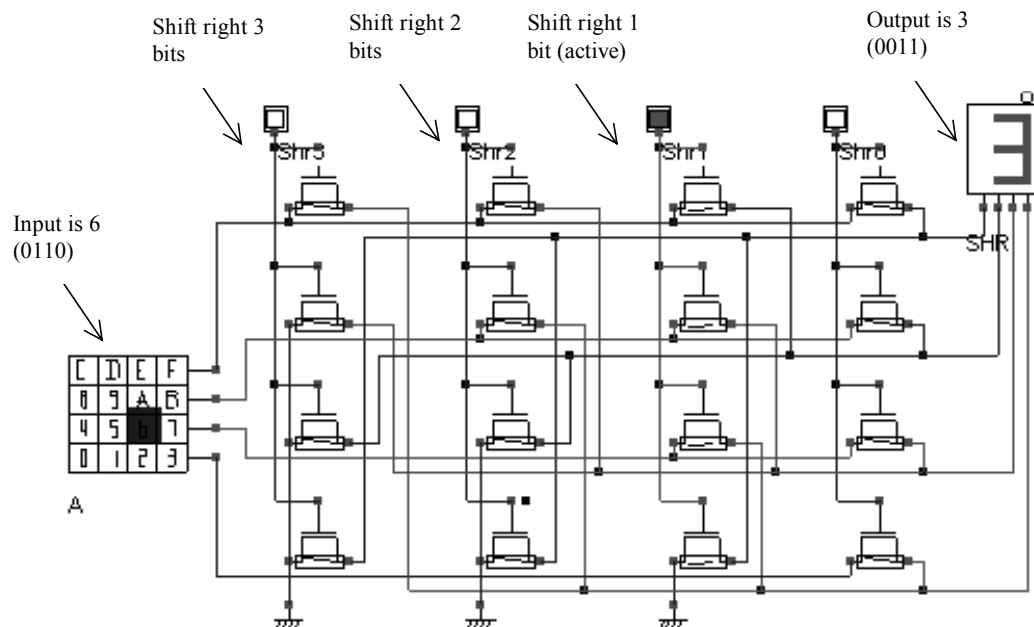 Shift right 3
bits
Shift right 2
bits
Shift right 1
bit (active)
Output is 3
(0011)
Shr3
Shr2
Shr1
Shr0
Q
3
SHR
Input is 6
(0110)
C D E F
8 9 A B
4 5 6 7
0 1 2 3
A